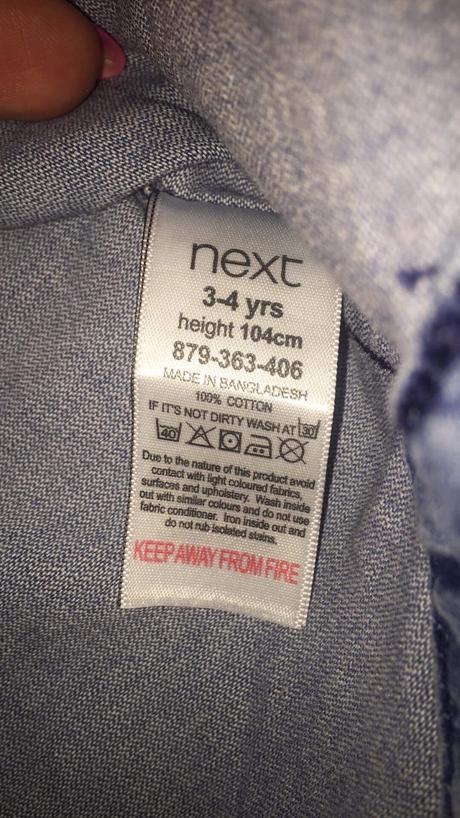 next
3-4 yrs
height 104cm
879-363-406
MADE IN BANGLADESH
100% COTTON
IF IT'S NOT DIRTY WASH AT 30
40
Due to the nature of this product avoid
contact with light coloured fabrics,
surfaces and upholstery. Wash inside
out with similar colours and do not use
fabric conditioner. Iron inside out and
do not rub isolated stains.
KEEP AWAY FROM FIRE